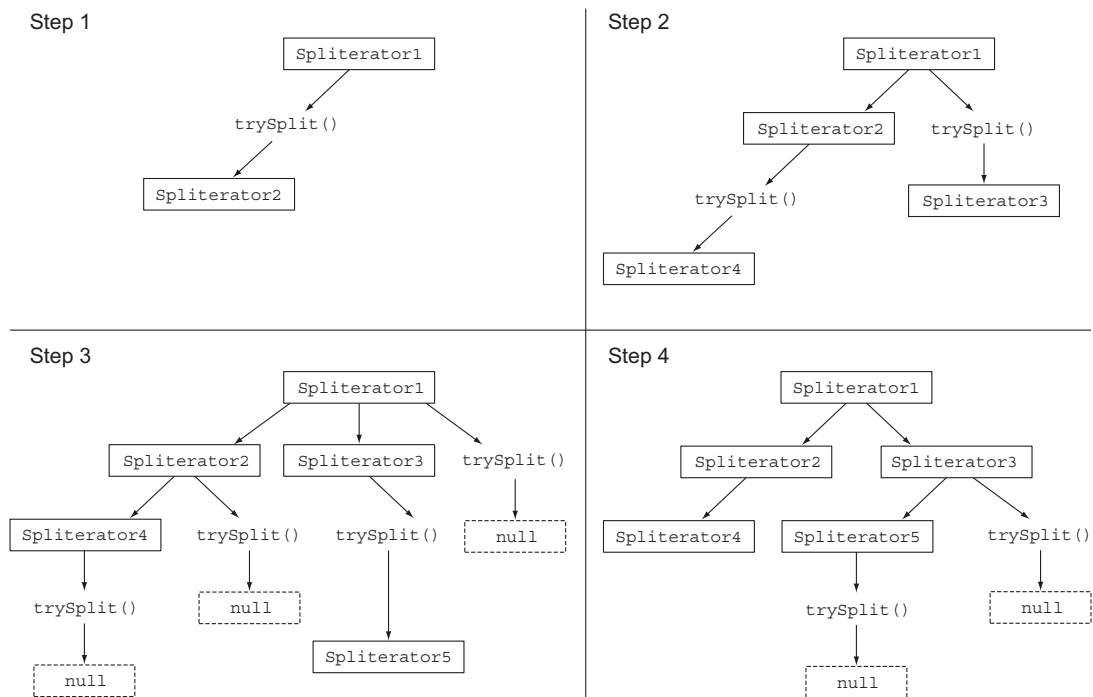 Step 1
Spliterator1
trySplit()
Spliterator2
Step 2
Spliterator1
Spliterator2
trySplit()
trySplit()
Spliterator3
Spliterator4
Step 3
Spliterator1
Spliterator2
Spliterator3
trySplit()
Spliterator4
trySplit()
trySplit()
null
trySplit()
null
Spliterator5
null
Step 4
Spliterator1
Spliterator2
Spliterator3
Spliterator4
Spliterator5
trySplit()
trySplit()
null
null